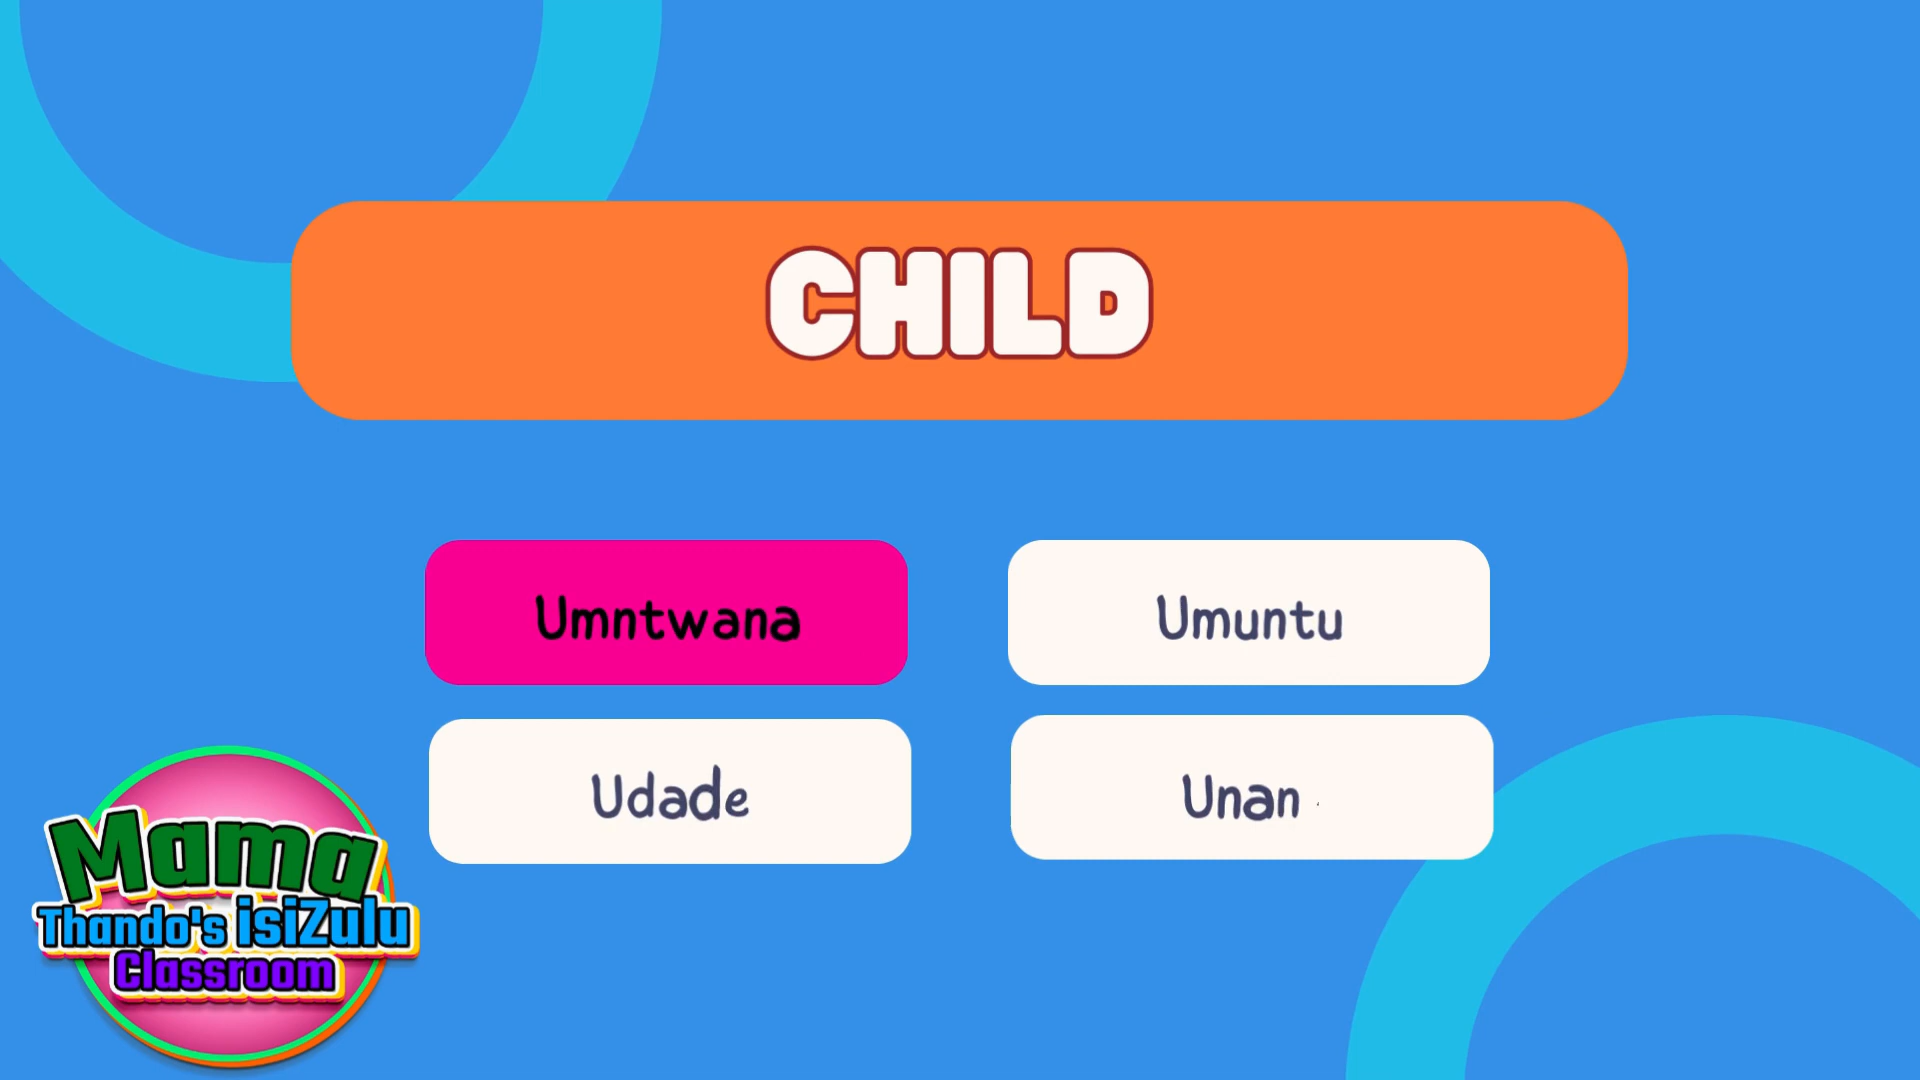 CHILD
Umntwana
Umuntu
Udade
Unan
Mama
Thando's isiZulu
Classroom